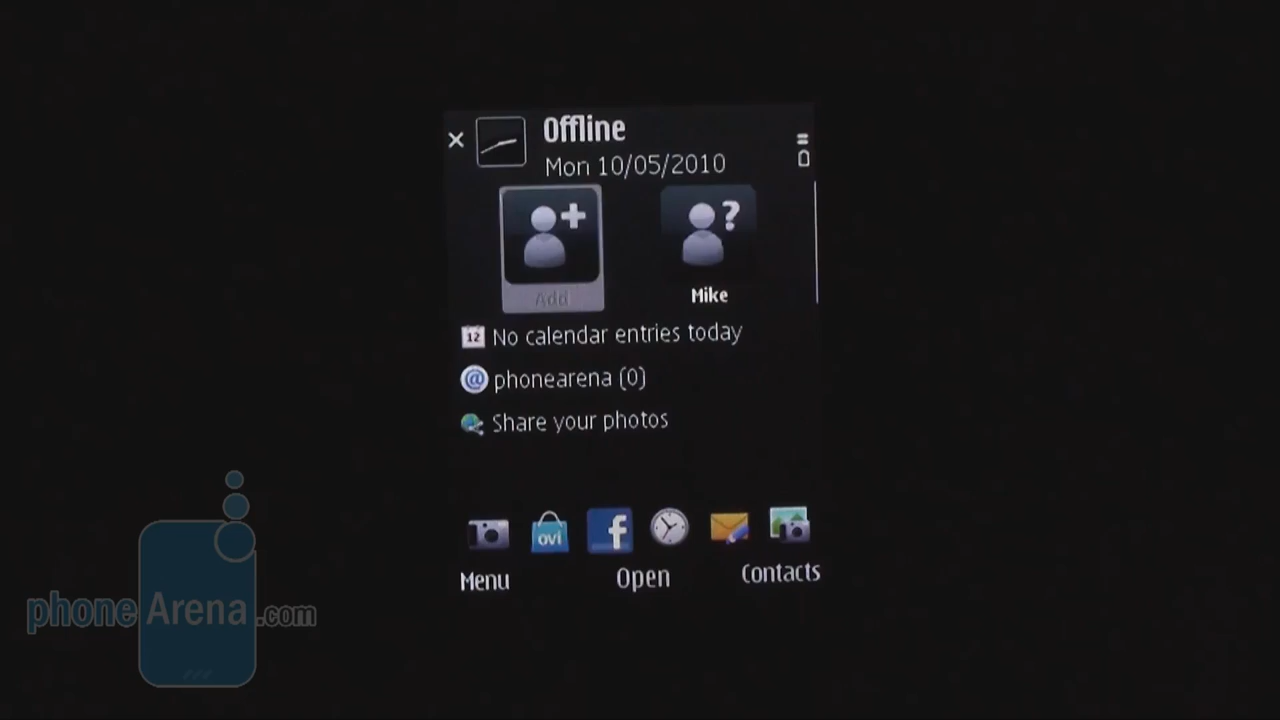 Offline
Mon 10/05/2010
Add
Mike
12 No calendar entries today
@ phonearena (0)
Share your photos
ovi
f
Menu Open Contacts
phoneArena.com